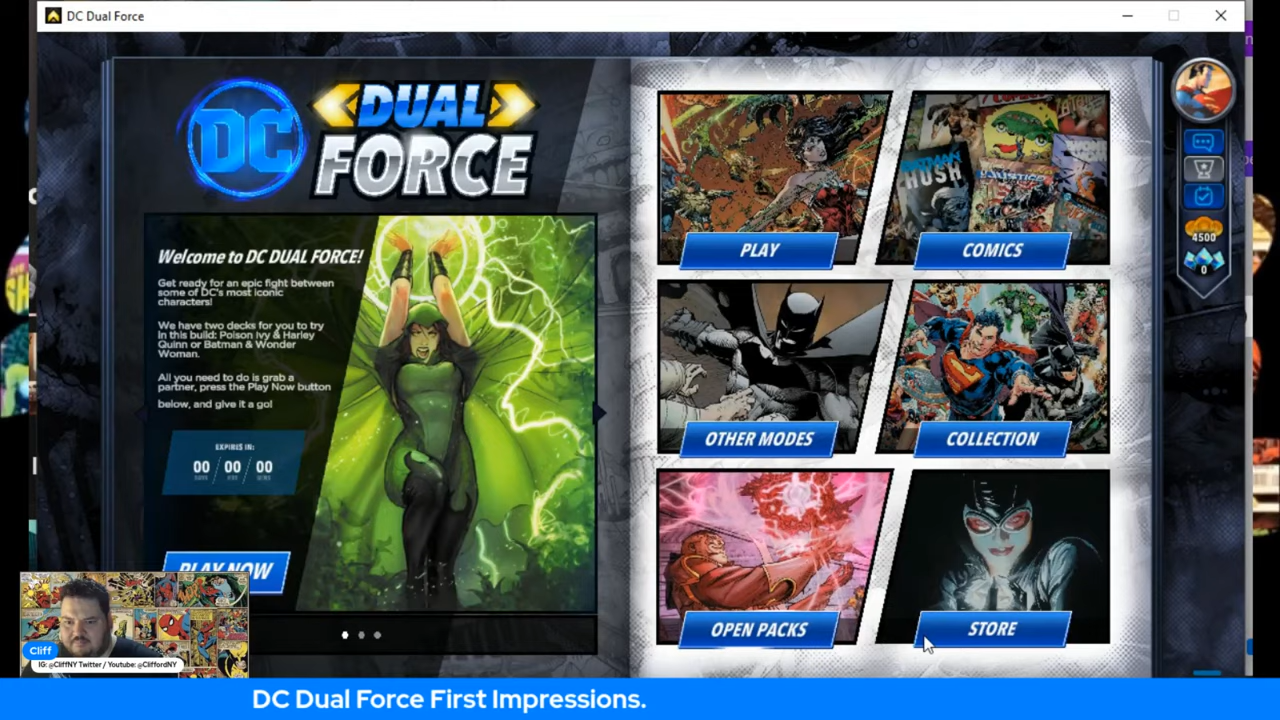 DC Dual Force
DC
DUAL
FORCE
Welcome to DC DUAL FORCE!
Get ready for an epic fight between
some of DC's most iconic
characters!
We have two decks for you to try
in this build: Poison Ivy & Harley
Quinn or Batman & Wonder
Woman.
All you need to do is grab a
partner, press the Play Now button
below, and give it a go!
EXPIRES IN:
00 / 00 / 00
PLAY NOW
PLAY
COMICS
BATMAN
HUSH
OTHER MODES
COLLECTION
OPEN PACKS
STORE
4500
0
Cliff
IG: @CliffNY Twitter / Youtube: @CliffordNY
DC Dual Force First Impressions.